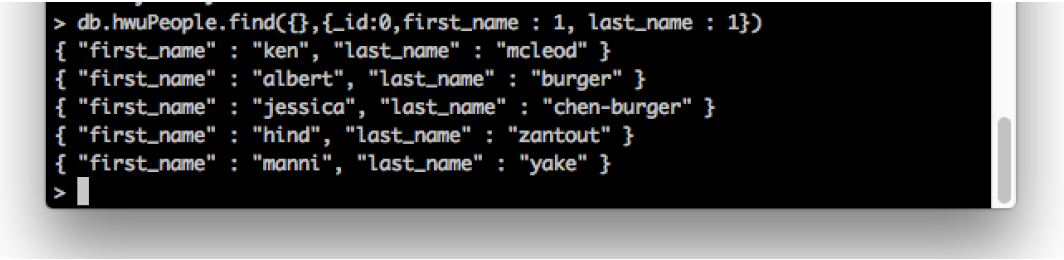 > db.hwuPeople.find({},{_id:0,first_name : 1, last_name : 1})
{ "first_name" : "ken", "last_name" : "mcleod" }
{ "first_name" : "albert", "last_name" : "burger" }
{ "first_name" : "jessica", "last_name" : "chen-burger" }
{ "first_name" : "hind", "last_name" : "zantout" }
{ "first_name" : "manni", "last_name" : "yake" }
>